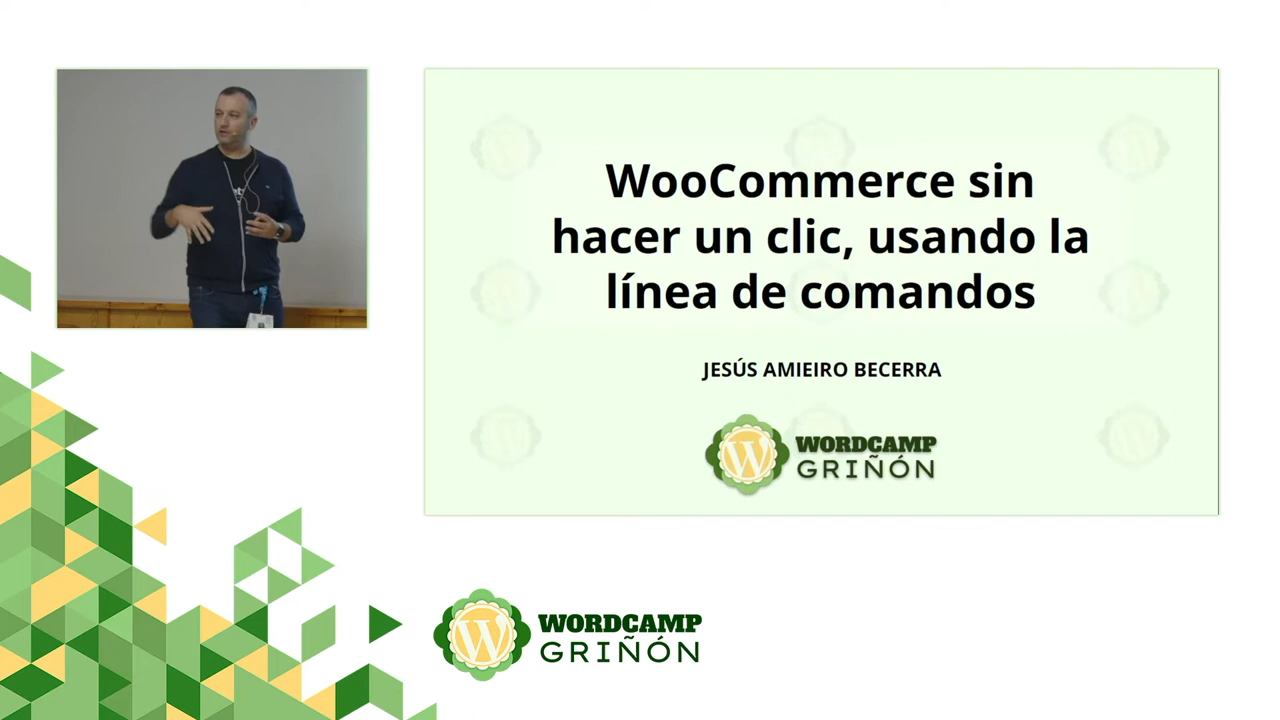 WooCommerce sin
hacer un clic, usando la
línea de comandos
JESÚS AMIEIRO BECERRA
WORDCAMP
GRIÑÓN
WORDCAMP
GRIÑÓN